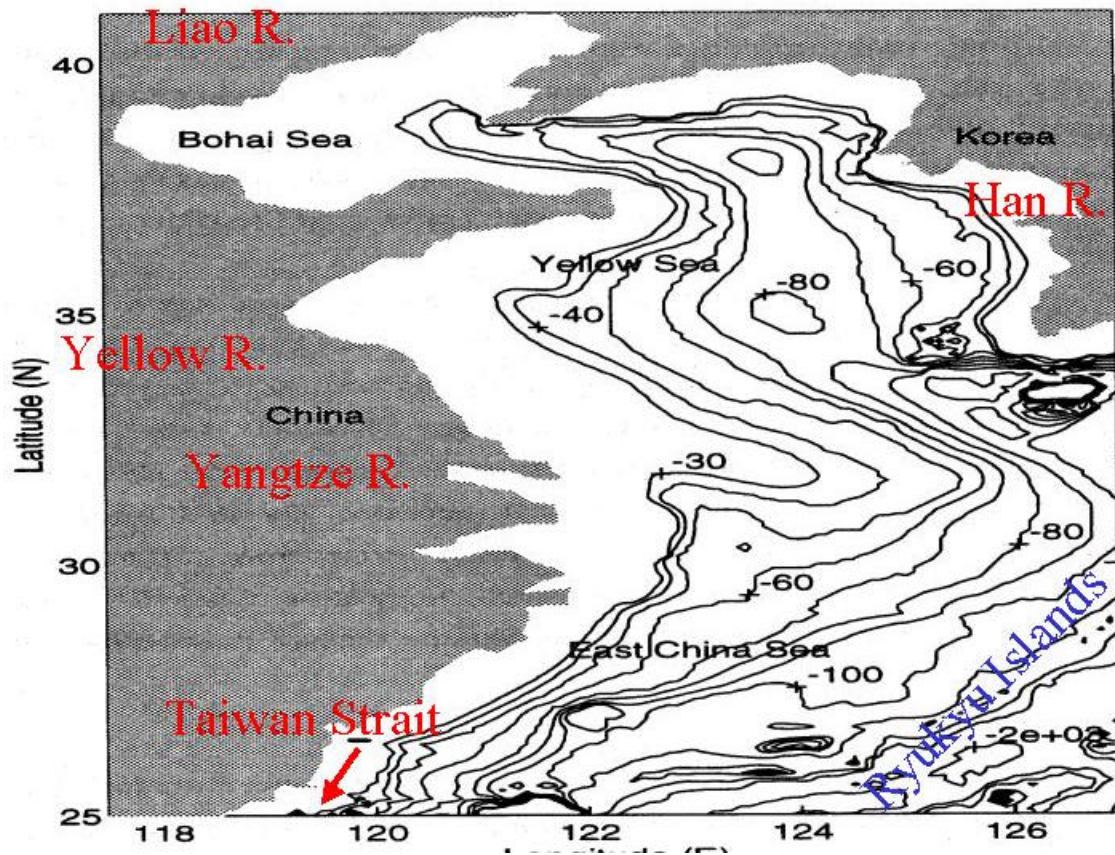 Liao R.
40
Bohai Sea
Korea
Han R.
Yellow Sea
-80
-60
-40
35
Yellow R.
Latitude (N)
China
-30
Yangtze R.
-80
30
-60
East China Sea
-100
Ryukyu Islands
Taiwan Strait
-2e+03
25
118
120
122
124
126
Longitude (E)